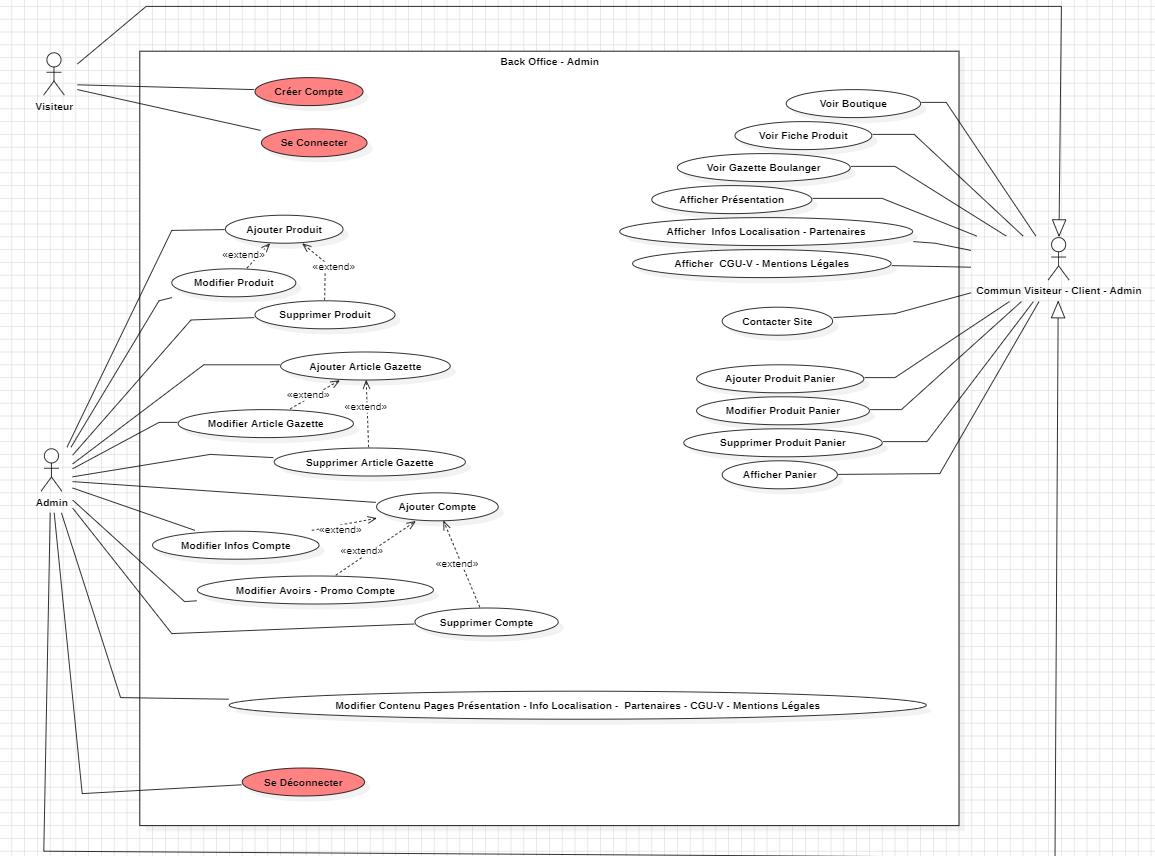 Back Office - Admin
Visiteur
Créer Compte
Se Connecter
Voir Boutique
Voir Fiche Produit
Voir Gazette Boulanger
Afficher Présentation
Afficher  Infos Localisation - Partenaires
Afficher  CGU-V - Mentions Légales
Commun Visiteur - Client - Admin
Contacter Site
Ajouter Produit Panier
Modifier Produit Panier
Supprimer Produit Panier
Afficher Panier
Ajouter Produit
«extend»
«extend»
Modifier Produit
Supprimer Produit
Ajouter Article Gazette
«extend»
«extend»
Modifier Article Gazette
Supprimer Article Gazette
Admin
Ajouter Compte
«extend»
Modifier Infos Compte
«extend»
«extend»
Modifier Avoirs - Promo Compte
Supprimer Compte
Modifier Contenu Pages Présentation - Info Localisation -  Partenaires - CGU-V - Mentions Légales
Se Déconnecter